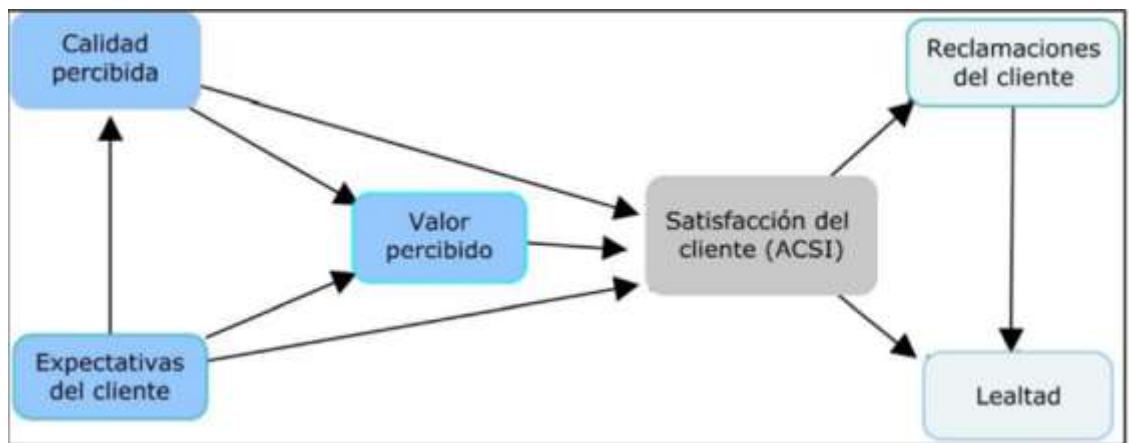 Calidad
percibida
Reclamaciones
del cliente
Valor
percibido
Satisfacción del
cliente (ACSI)
Expectativas
del cliente
Lealtad